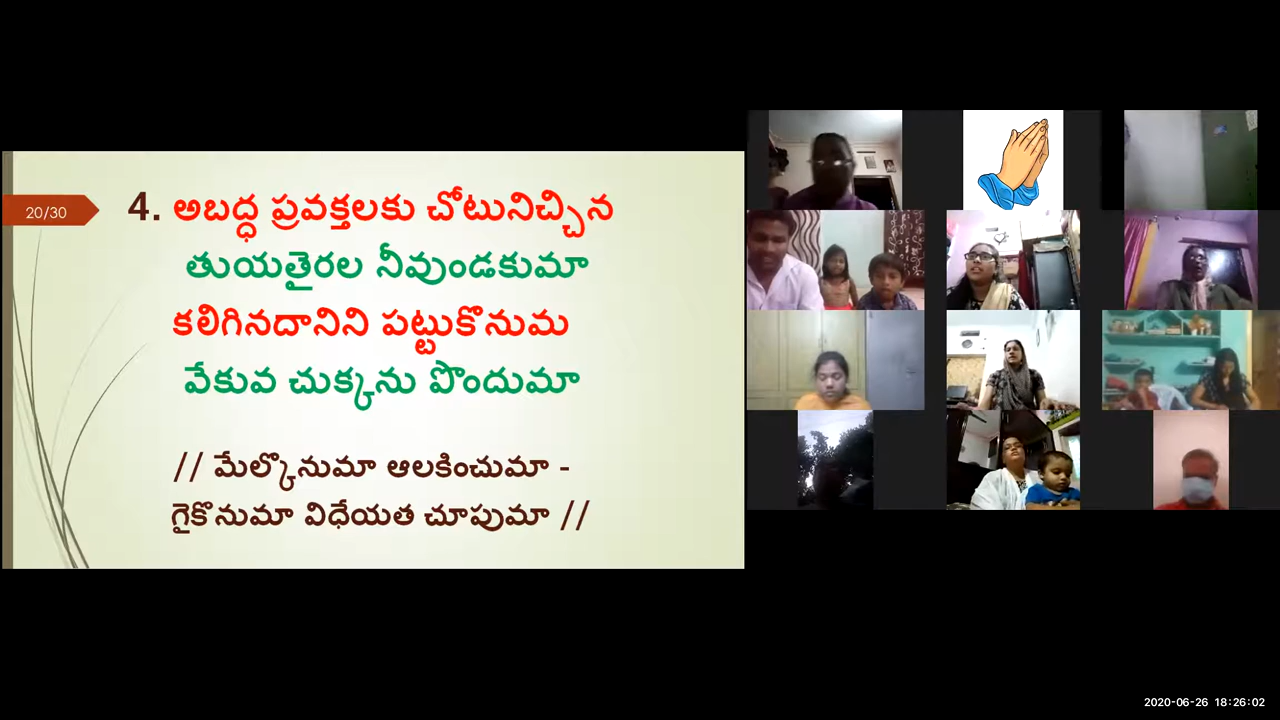 20/30
4. అబద్ధ ప్రవక్తలకు చోటునిచ్చిన
తుయతైరల నీవుండకుమా
కలిగినదానిని పట్టుకొనుమ
వేకువ చుక్కను పొందుమా
// మేల్కొనుమా ఆలకించుమా -
గైకొనుమా విధేయత చూపుమా //
2020-06-26 18:26:02